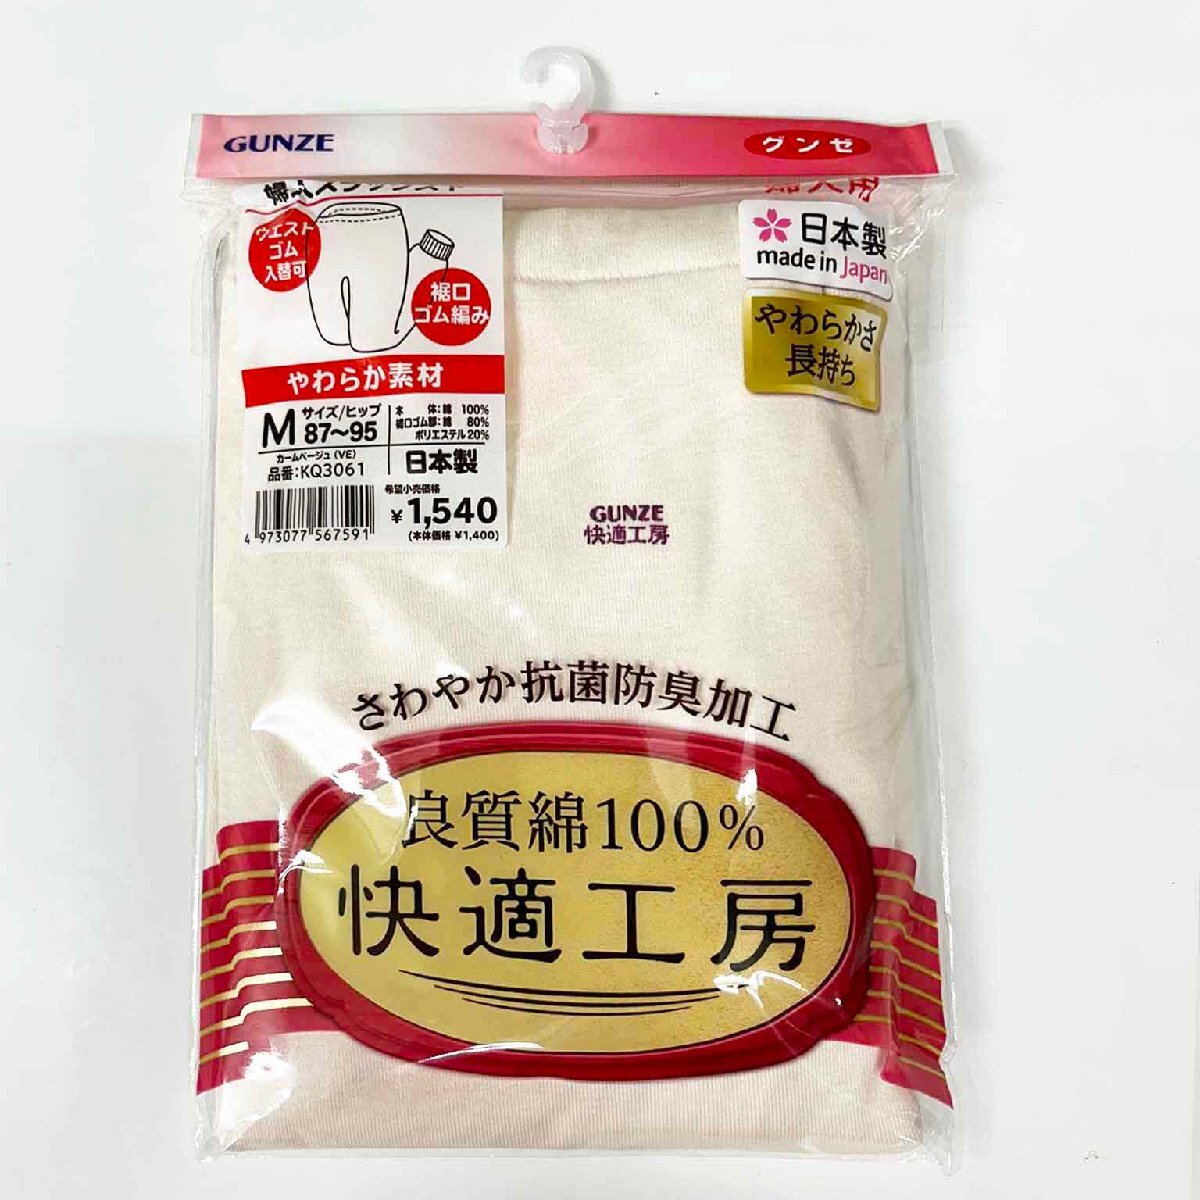 GUNZE
グンゼ
婦人用
ウエスト
ゴム
入替可
裾口
ゴム編み
やわらか素材
M サイズ/ヒップ
87~95
カームベージュ(VE)
品番:KQ3061
本 体:綿 100%
裾口ゴム部:綿 80%
ポリエステル20%
日本製
希望小売価格
¥1,540
(本体価格 ¥1,400)
4 973077 567591
日本製
made in Japan
やわらかさ
長持ち
GUNZE
快適工房
さわやか抗菌防臭加工
良質綿100%
快適工房